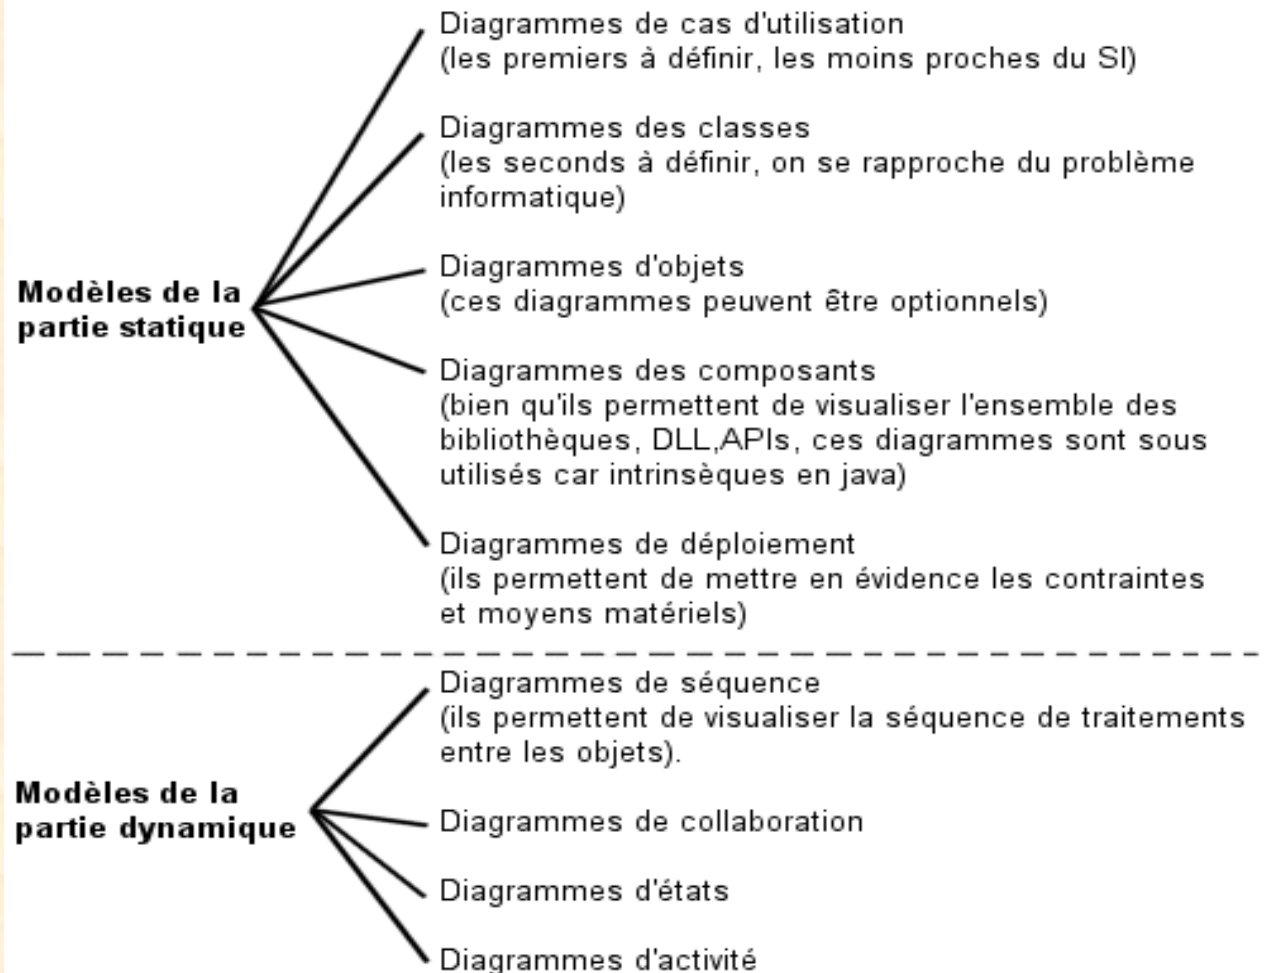 Diagrammes de cas d'utilisation
(les premiers à définir, les moins proches du SI)
Diagrammes des classes
(les seconds à définir, on se rapproche du problème
informatique)
Diagrammes d'objets
(ces diagrammes peuvent être optionnels)
Modèles de la
partie statique
Diagrammes des composants
(bien qu'ils permettent de visualiser l'ensemble des
bibliothèques, DLL,APIs, ces diagrammes sont sous
utilisés car intrinsèques en java)
Diagrammes de déploiement
(ils permettent de mettre en évidence les contraintes
et moyens matériels)
Diagrammes de séquence
(ils permettent de visualiser la séquence de traitements
entre les objets).
Modèles de la
partie dynamique
Diagrammes de collaboration
Diagrammes d'états
Diagrammes d'activité